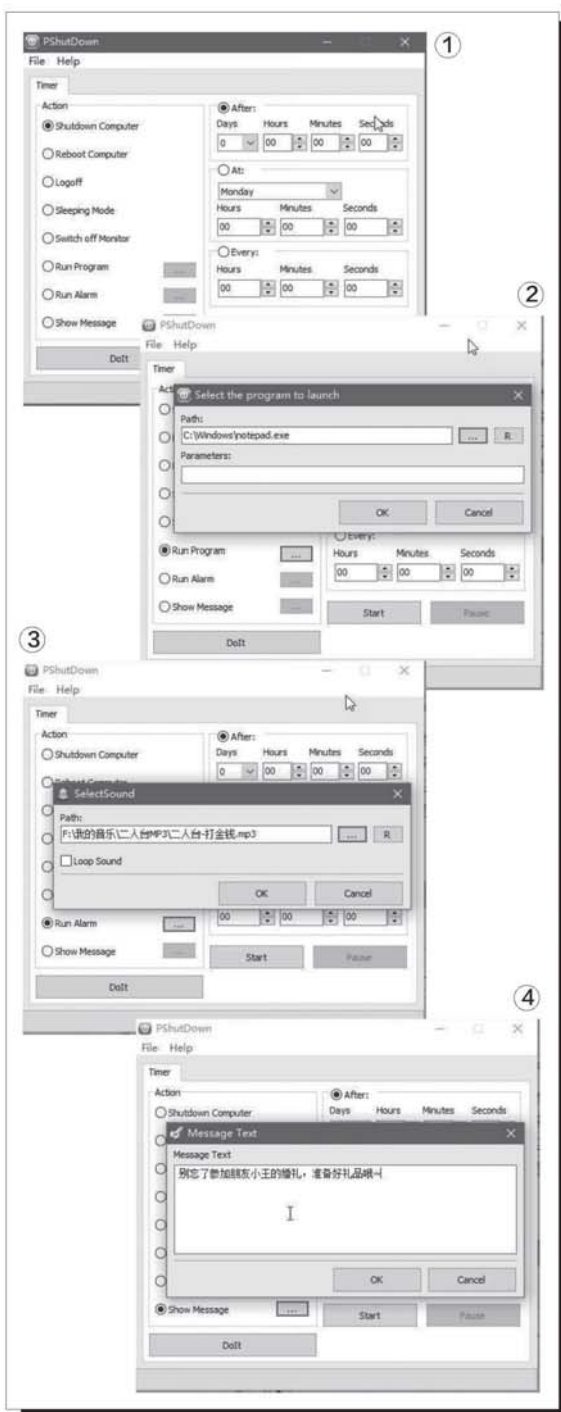 PShutDown
①
File Help
Timer
Action
Shutdown Computer
Reboot Computer
Logoff
Sleeping Mode
Switch off Monitor
Run Program ...
Run Alarm ...
Show Message ...
DoIt
After:
Days Hours Minutes Seconds
0 00 00 00
At:
Monday
Hours Minutes Seconds
00 00 00
Every:
Hours Minutes Seconds
00 00 00
②
PShutDown
File Help
Timer
Select the program to launch
Path:
C:\Windows\notepad.exe ... R
Parameters:
OK Cancel
Every:
Run Program ...
Run Alarm ...
Show Message ...
Hours Minutes Seconds
00 00 00
Start Pause
DoIt
③
PShutDown
File Help
Timer
Action
Shutdown Computer
After:
Days Hours Minutes Seconds
0 00 00 00
SelectSound
Path:
F:\我的音乐\二人台MP3\二人台-打金钱.mp3 ... R
Loop Sound
OK Cancel
Run Alarm ...
Show Message ...
00 00 00
Start Pause
DoIt
④
PShutDown
File Help
Timer
Action
Shutdown Computer
After:
Days Hours Minutes Seconds
Message Text
Message Text
别忘了参加朋友小王的婚礼，准备好礼品哦~
OK Cancel
Show Message ...
Start Pause
DoIt